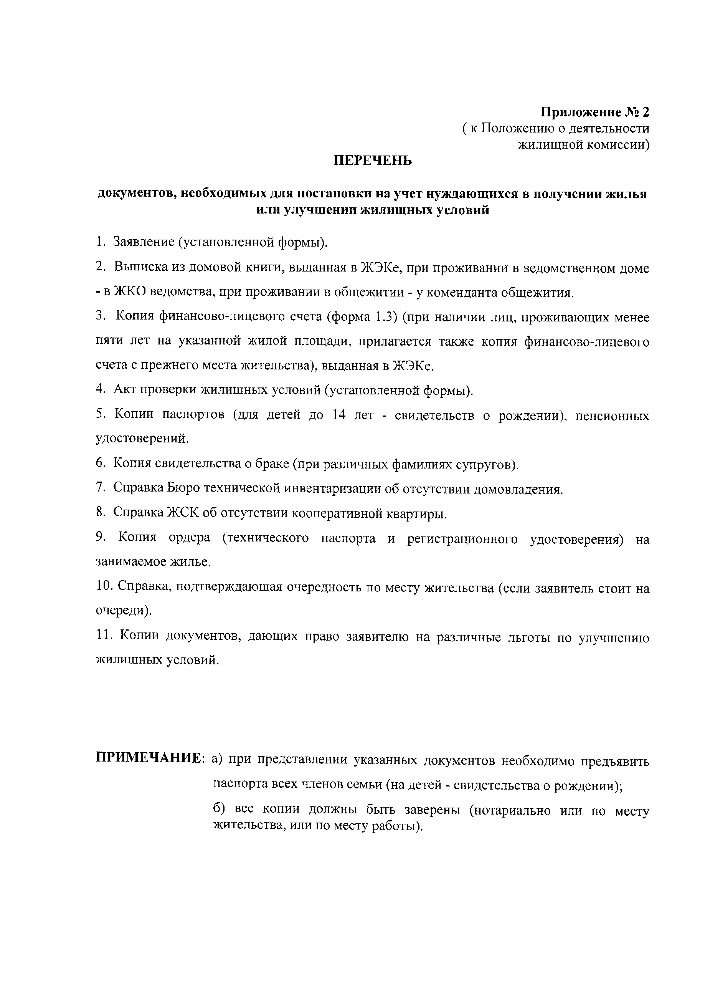 Приложение № 2
( к Положению о деятельности
жилищной комиссии)
ПЕРЕЧЕНЬ
документов, необходимых для постановки на учет нуждающихся в получении жилья
или улучшении жилищных условий
1. Заявление (установленной формы).
2. Выписка из домовой книги, выданная в ЖЭКе, при проживании в ведомственном доме
- в ЖКО ведомства, при проживании в общежитии - у коменданта общежития.
3. Копия финансово-лицевого счета (форма 1.3) (при наличии лиц, проживающих менее
пяти лет на указанной жилой площади, прилагается также копия финансово-лицевого
счета с прежнего места жительства), выданная в ЖЭКе.
4. Акт проверки жилищных условий (установленной формы).
5. Копии паспортов (для детей до 14 лет - свидетельств о рождении), пенсионных
удостоверений.
6. Копия свидетельства о браке (при различных фамилиях супругов).
7. Справка Бюро технической инвентаризации об отсутствии домовладения.
8. Справка ЖСК об отсутствии кооперативной квартиры.
9. Копия ордера (технического паспорта и регистрационного удостоверения) на
занимаемое жилье.
10. Справка, подтверждающая очередность по месту жительства (если заявитель стоит на
очереди).
11. Копии документов, дающих право заявителю на различные льготы по улучшению
жилищных условий.
ПРИМЕЧАНИЕ: а) при представлении указанных документов необходимо предъявить
паспорта всех членов семьи (на детей - свидетельства о рождении);
б) все копии должны быть заверены (нотариально или по месту
жительства, или по месту работы).